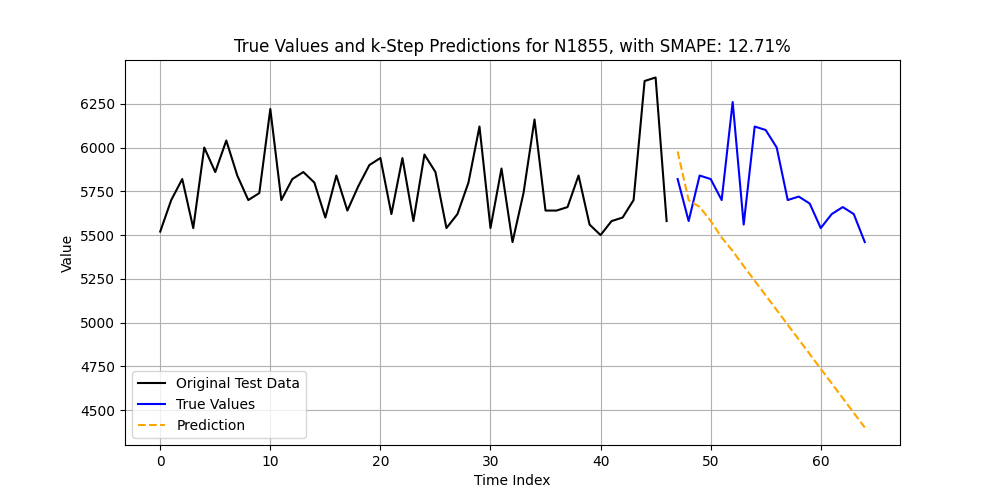 True Values and k-Step Predictions for N1855, with SMAPE: 12.71%
Value
6250
6000
5750
5500
5250
5000
4750
4500
Original Test Data
True Values
Prediction
0
10
20
30
40
50
60
Time Index